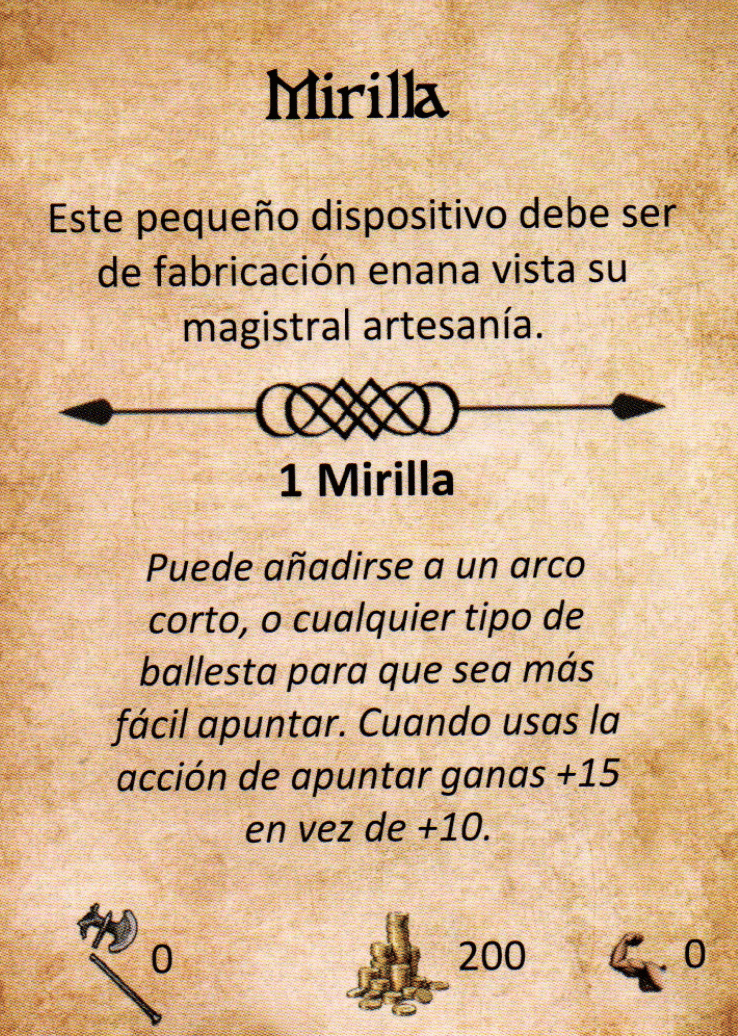 Mirilla
Este pequeño dispositivo debe ser
de fabricación enana vista su
magistral artesanía.
1 Mirilla
Puede añadirse a un arco
corto, o cualquier tipo de
ballesta para que sea más
fácil apuntar. Cuando usas la
acción de apuntar ganas +15
en vez de +10.
0
200
0